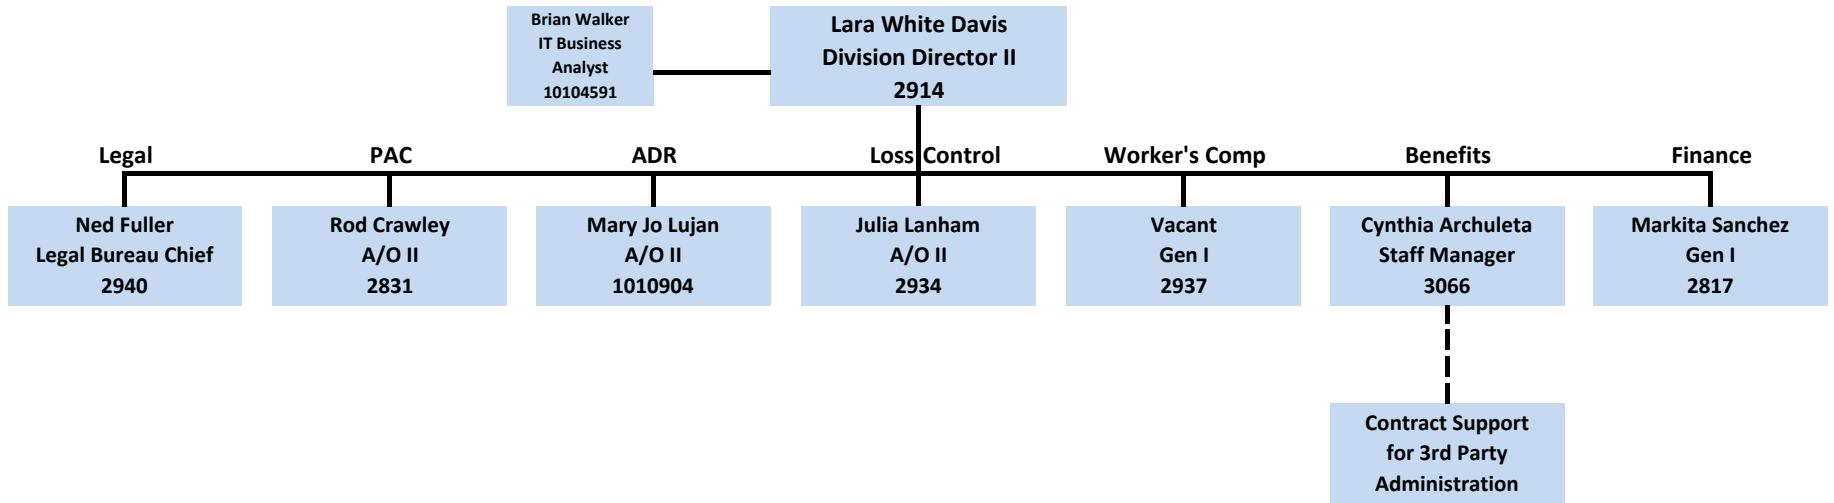 Brian Walker
IT Business
Analyst
10104591
Lara White Davis
Division Director II
2914
Legal
PAC
ADR
Loss Control
Worker's Comp
Benefits
Finance
Ned Fuller
Legal Bureau Chief
2940
Rod Crawley
A/O II
2831
Mary Jo Lujan
A/O II
1010904
Julia Lanham
A/O II
2934
Vacant
Gen I
2937
Cynthia Archuleta
Staff Manager
3066
Markita Sanchez
Gen I
2817
Contract Support
for 3rd Party
Administration